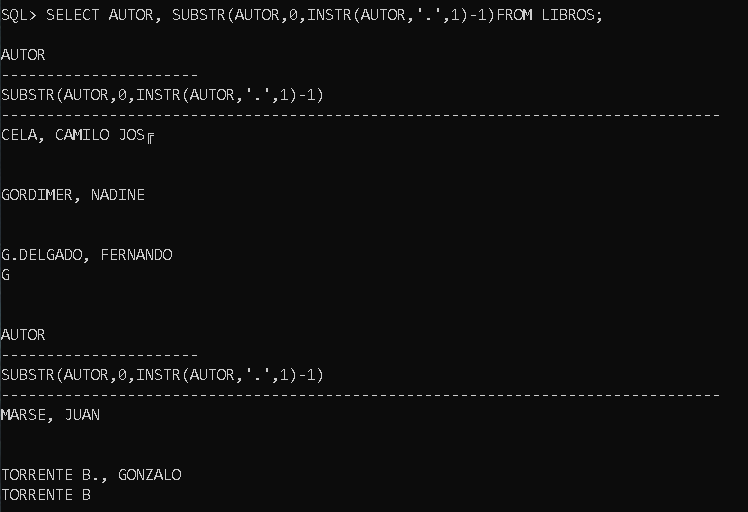 SQL> SELECT AUTOR, SUBSTR(AUTOR,0,INSTR(AUTOR,'.',1)-1)FROM LIBROS;
AUTOR
----------------------
SUBSTR(AUTOR,0,INSTR(AUTOR,'.',1)-1)
--------------------------------------------------------------------------------
CELA, CAMILO JOS╔
GORDIMER, NADINE
G.DELGADO, FERNANDO
G
AUTOR
----------------------
SUBSTR(AUTOR,0,INSTR(AUTOR,'.',1)-1)
--------------------------------------------------------------------------------
MARSE, JUAN
TORRENTE B., GONZALO
TORRENTE B